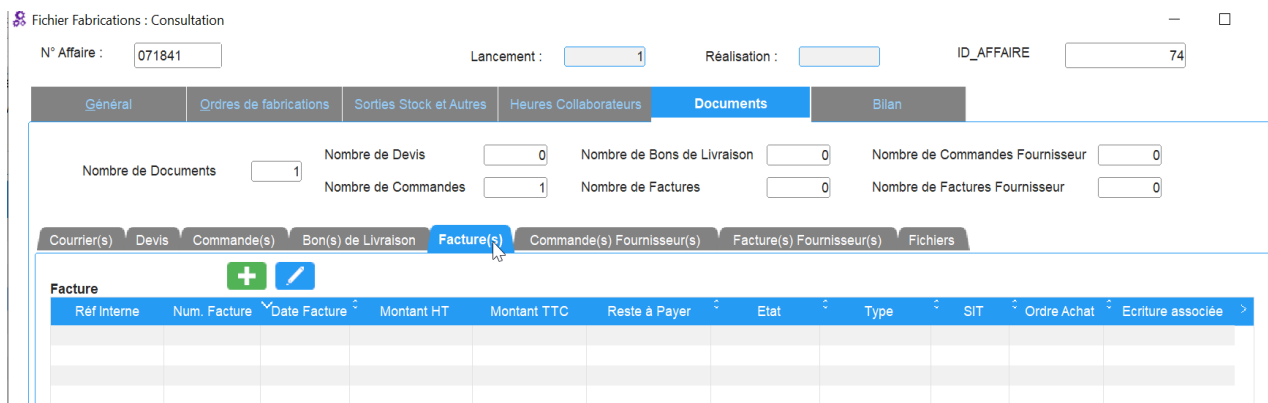 Fichier Fabrications : Consultation
N° Affaire : 071841 Lancement : 1 Réalisation : ID_AFFAIRE 74
Général Ordres de fabrications Sorties Stock et Autres Heures Collaborateurs Documents Bilan
Nombre de Documents 1
Nombre de Devis 0 Nombre de Bons de Livraison 0 Nombre de Commandes Fournisseur 0
Nombre de Commandes 1 Nombre de Factures 0 Nombre de Factures Fournisseur 0
Courrier(s) Devis Commande(s) Bon(s) de Livraison Facture(s) Commande(s) Fournisseur(s) Facture(s) Fournisseur(s) Fichiers
Facture
Réf Interne Num. Facture Date Facture Montant HT Montant TTC Reste à Payer Etat Type SIT Ordre Achat Ecriture associée